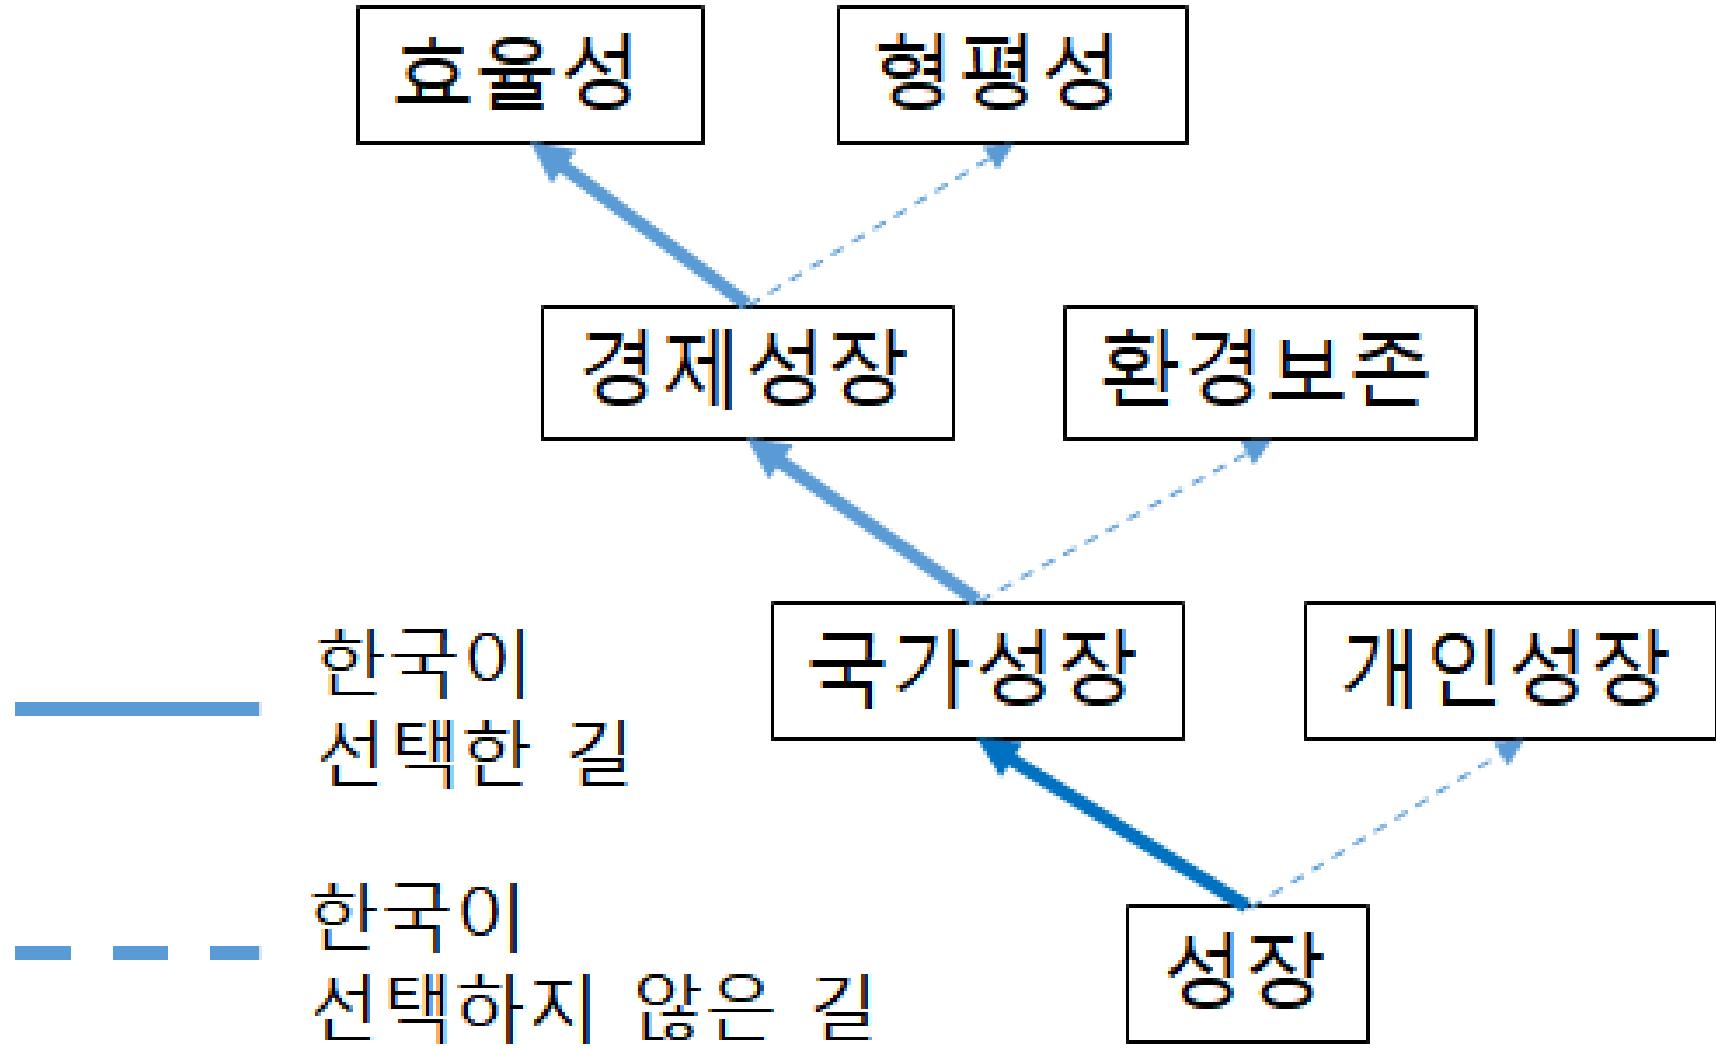 효율성
형평성
경제성장
환경보존
국가성장
개인성장
한국이
선택한 길
한국이
선택하지 않은 길
성장